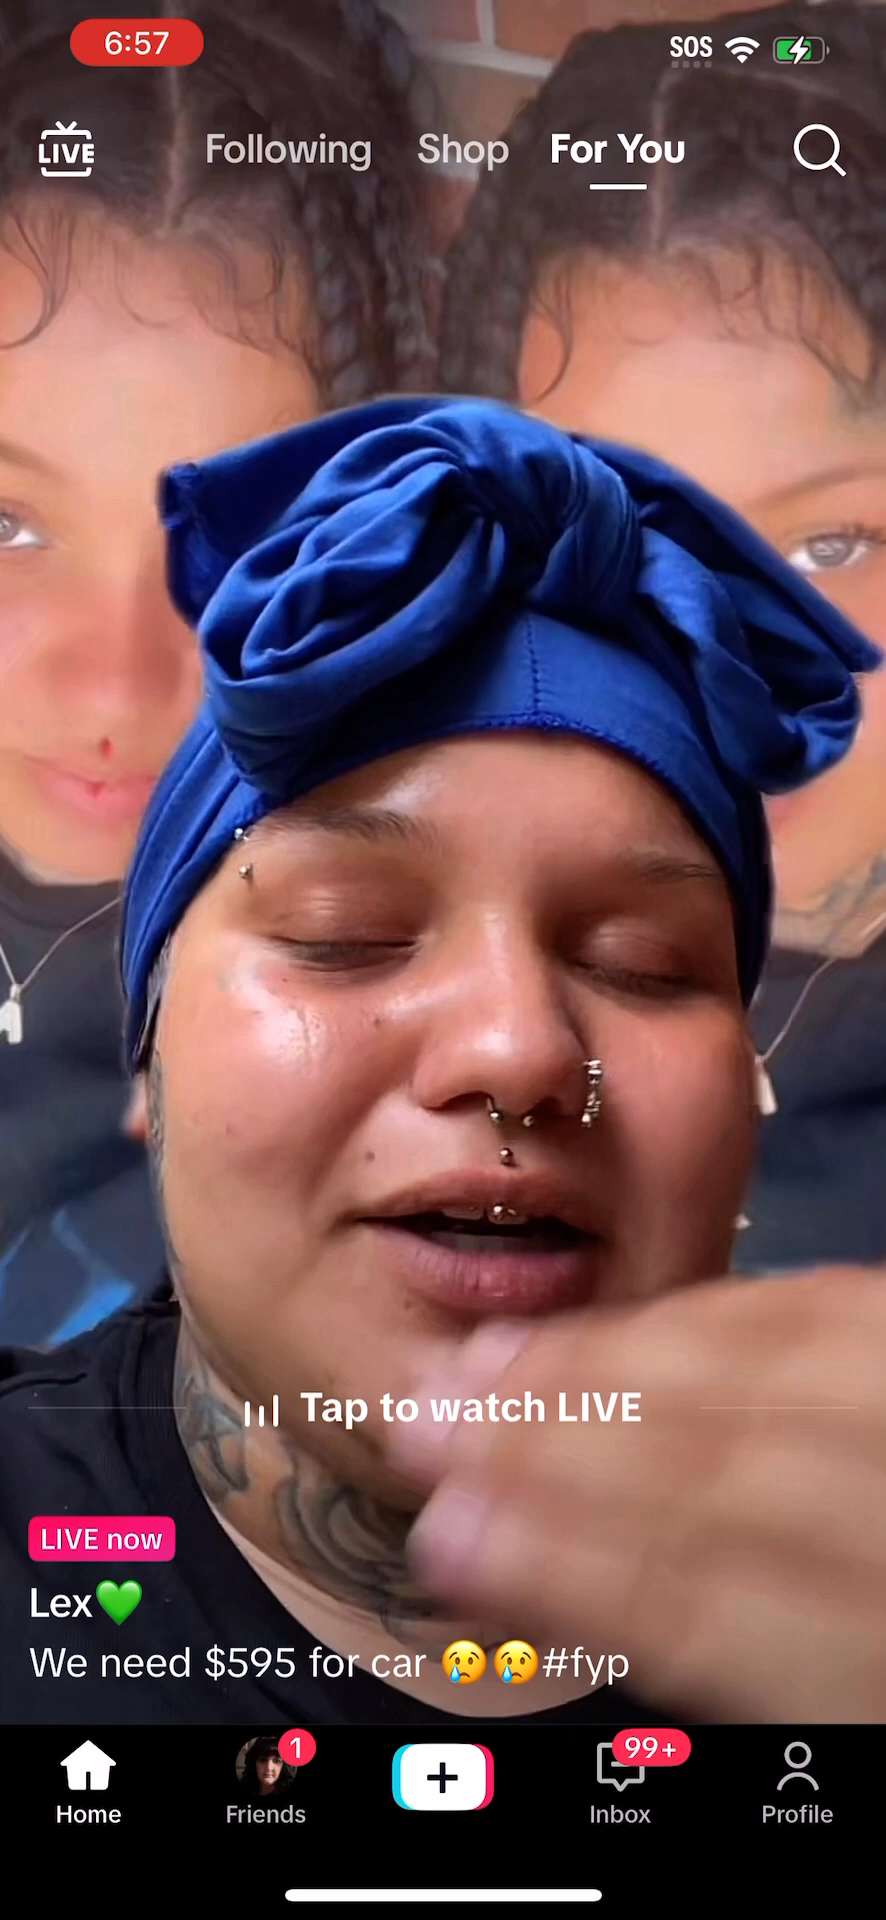 6:57
SOS
LIVE
Following
Shop
For You
Tap to watch LIVE
LIVE now
Lex💚
We need $595 for car 😢😢#fyp
1
99+
Home
Friends
Inbox
Profile